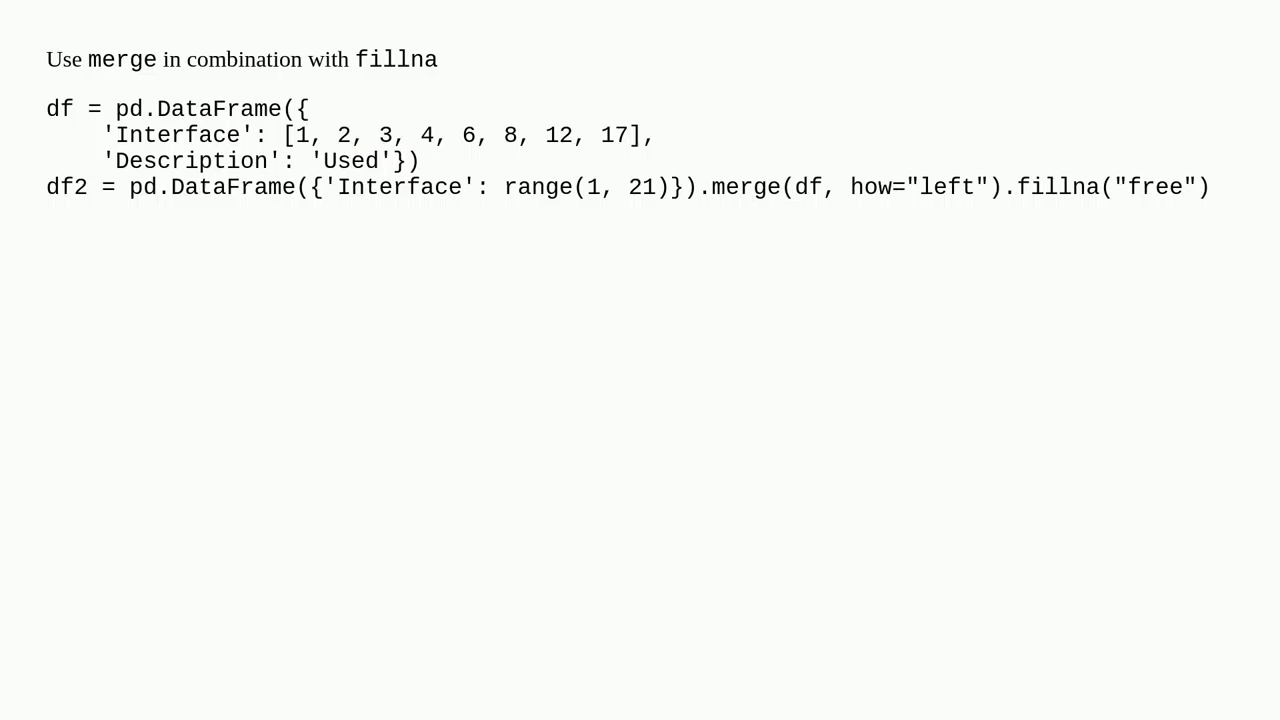 Use merge in combination with fillna
df = pd.DataFrame({
    'Interface': [1, 2, 3, 4, 6, 8, 12, 17],
    'Description': 'Used'})
df2 = pd.DataFrame({'Interface': range(1, 21)}).merge(df, how="left").fillna("free")